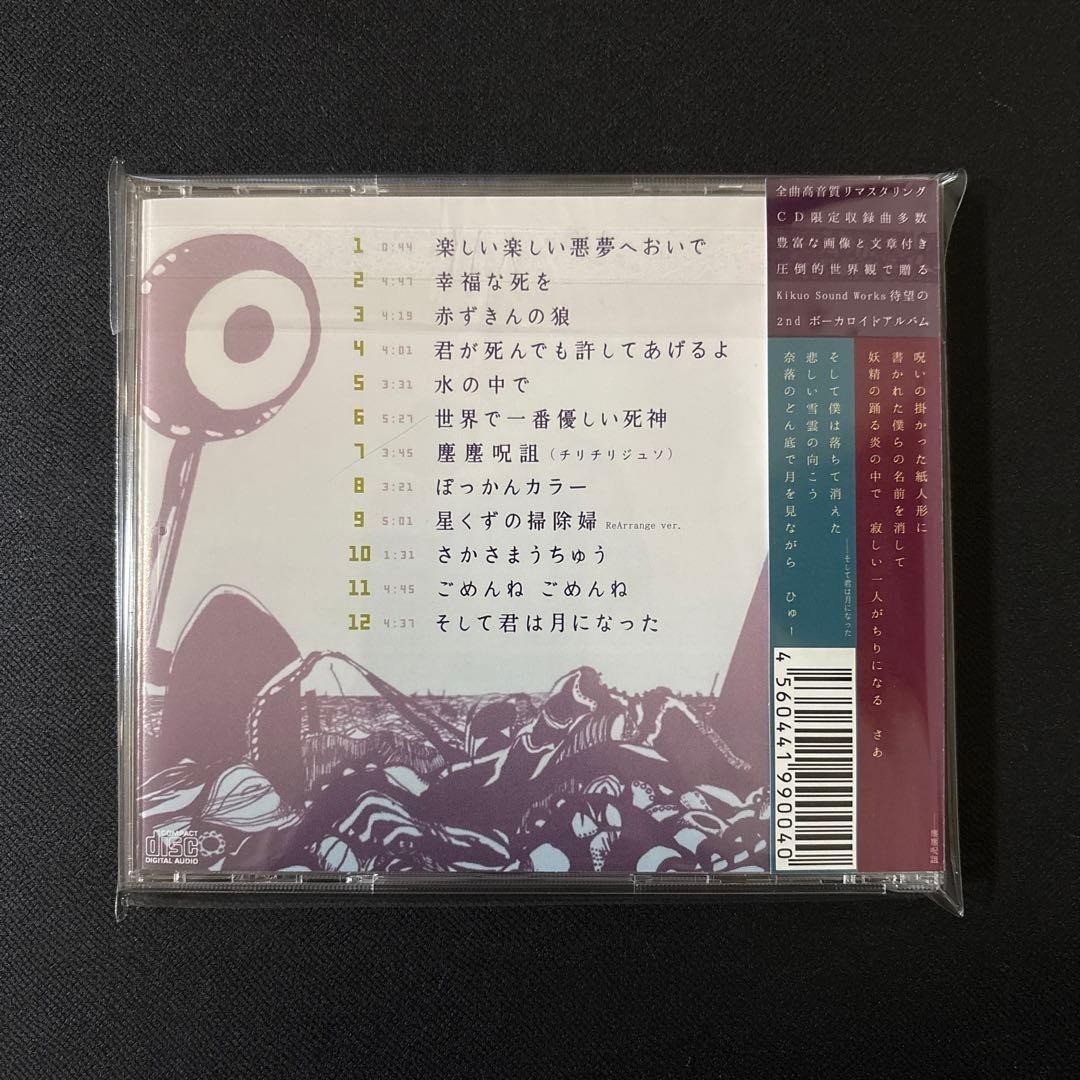 1 0:44 楽しい楽しい悪夢へおいで
2 4:47 幸福な死を
3 4:19 赤ずきんの狼
4 4:01 君が死んでも許してあげるよ
5 3:31 水の中で
6 5:27 世界で一番優しい死神
7 3:45 塵塵呪詛(チリチリジュソ)
8 3:21 ぽっかんカラー
9 5:01 星くずの掃除婦 ReArrange ver.
10 1:31 さかさまうちゅう
11 4:45 ごめんね ごめんね
12 4:37 そして君は月になった
COMPACT
disc
DIGITAL AUDIO
全曲高音質リマスタリング
CD限定収録曲多数
豊富な画像と文章付き
圧倒的世界観で贈る
Kikuo Sound Works待望の
2nd ボーカロイドアルバム
呪いの掛かった紙人形に
書かれた僕らの名前を消して
妖精の踊る炎の中で 寂しい一人がちりになる さあ
――塵塵呪詛
そして僕は落ちて消えた
悲しい雪雲の向こう
奈落のどん底で月を見ながら ひゅー
――そして君は月になった
4560441990040